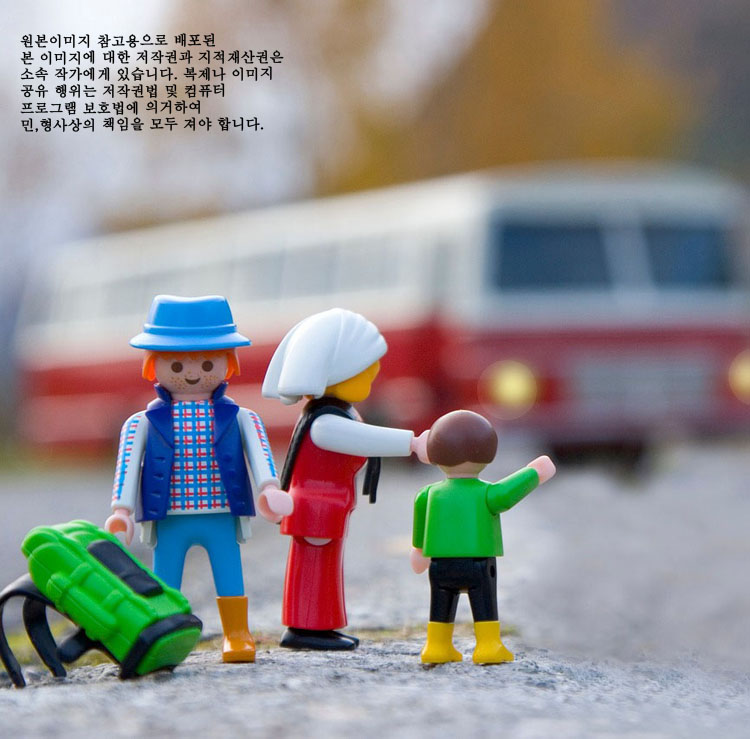 원본이미지 참고용으로 배포된
본 이미지에 대한 저작권과 지적재산권은
소속 작가에게 있습니다. 복제나 이미지
공유 행위는 저작권법 및 컴퓨터
프로그램 보호법에 의거하여
민,형사상의 책임을 모두 져야 합니다.